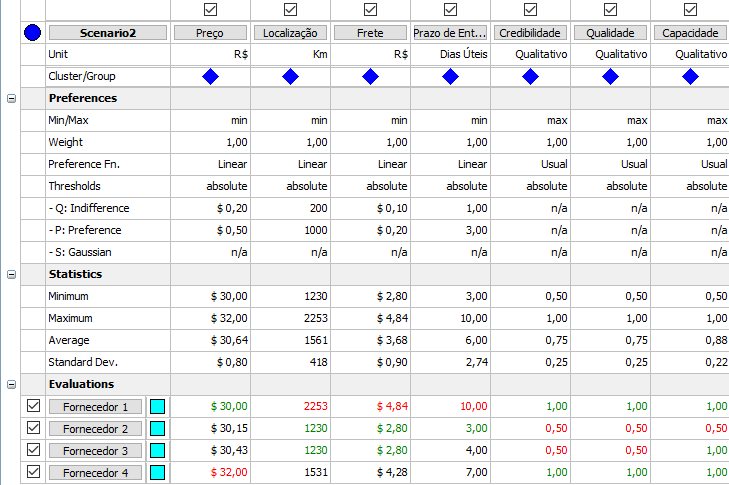 Scenario2 Preço Localização Frete Prazo de Ent... Credibilidade Qualidade Capacidade
Unit R$ Km R$ Dias Úteis Qualitativo Qualitativo Qualitativo
Cluster/Group
Preferences
Min/Max min min min min max max max
Weight 1,00 1,00 1,00 1,00 1,00 1,00 1,00
Preference Fn. Linear Linear Linear Linear Usual Usual Usual
Thresholds absolute absolute absolute absolute absolute absolute absolute
- Q: Indifference $ 0,20 200 $ 0,10 1,00 n/a n/a n/a
- P: Preference $ 0,50 1000 $ 0,20 3,00 n/a n/a n/a
- S: Gaussian n/a n/a n/a n/a n/a n/a n/a
Statistics
Minimum $ 30,00 1230 $ 2,80 3,00 0,50 0,50 0,50
Maximum $ 32,00 2253 $ 4,84 10,00 1,00 1,00 1,00
Average $ 30,64 1561 $ 3,68 6,00 0,75 0,75 0,88
Standard Dev. $ 0,80 418 $ 0,90 2,74 0,25 0,25 0,22
Evaluations
Fornecedor 1 $ 30,00 2253 $ 4,84 10,00 1,00 1,00 1,00
Fornecedor 2 $ 30,15 1230 $ 2,80 3,00 0,50 0,50 0,50
Fornecedor 3 $ 30,43 1230 $ 2,80 4,00 0,50 0,50 1,00
Fornecedor 4 $ 32,00 1531 $ 4,28 7,00 1,00 1,00 1,00